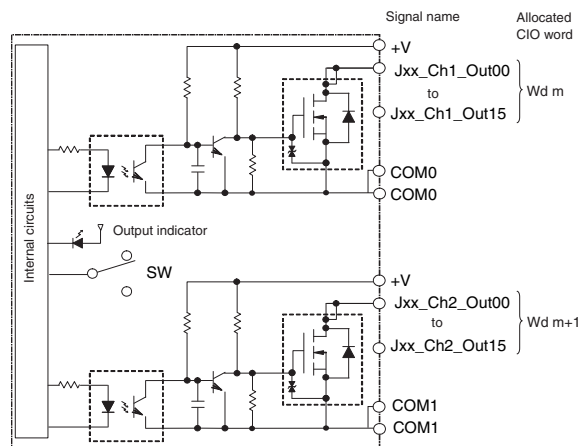 Signal name
Allocated
CIO word
+V
Jxx_Ch1_Out00
to
Jxx_Ch1_Out15
Wd m
COM0
COM0
Internal circuits
Output indicator
SW
+V
Jxx_Ch2_Out00
to
Jxx_Ch2_Out15
Wd m+1
COM1
COM1